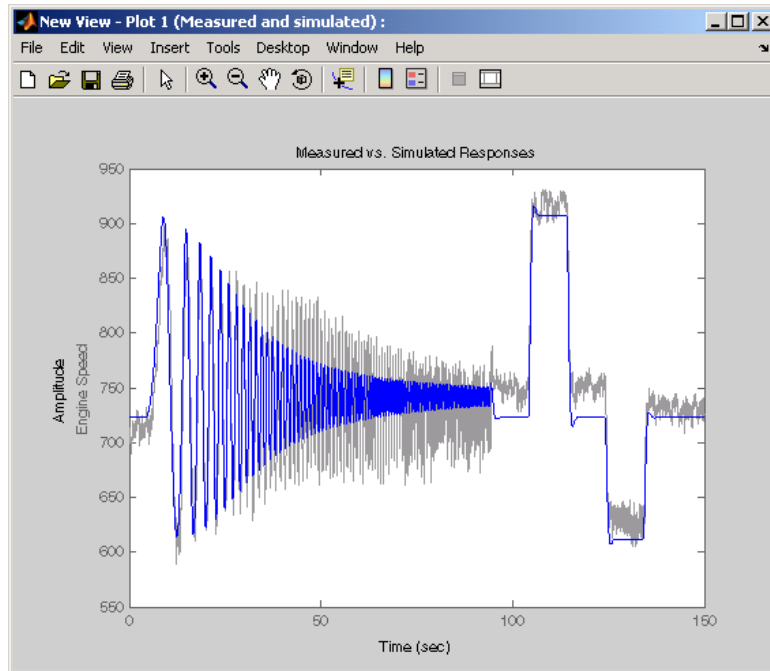 New View - Plot 1 (Measured and simulated) :
File Edit View Insert Tools Desktop Window Help
Measured vs. Simulated Responses
950
900
850
800
750
700
650
600
550
Amplitude
Engine Speed
0 50 100 150
Time (sec)